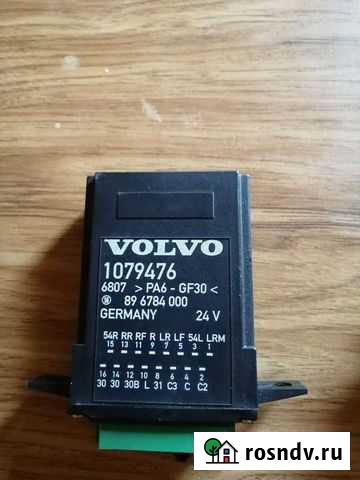 VOLVO
1079476
6807 >PA6-GF30<
89 6784 000
GERMANY 24 V
54R RR RF R LR LF 54L LRM
15 13 11 9 7 5 3 1
16 14 12 10 8 6 4 2
30 30 30B L 31 C3 C C2
rosndv.ru